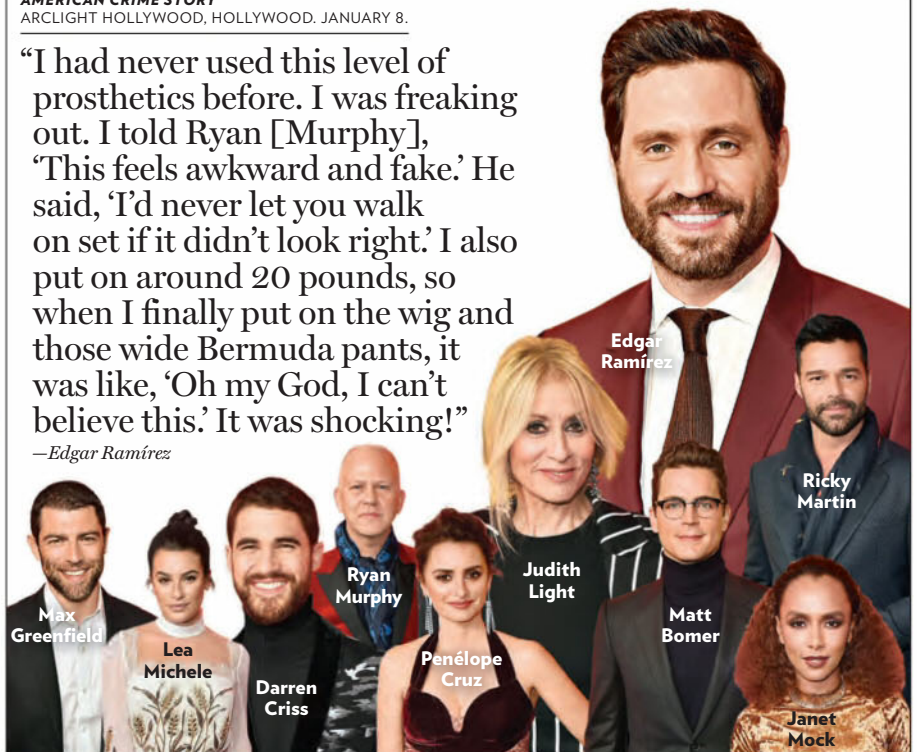 AMERICAN CRIME STORY
ARCLIGHT HOLLYWOOD, HOLLYWOOD. JANUARY 8.
“I had never used this level of
prosthetics before. I was freaking
out. I told Ryan [Murphy],
‘This feels awkward and fake.’ He
said, ‘I’d never let you walk
on set if it didn’t look right.’ I also
put on around 20 pounds, so
when I finally put on the wig and
those wide Bermuda pants, it
was like, ‘Oh my God, I can’t
believe this.’ It was shocking!”
—Edgar Ramírez
Edgar
Ramírez
Ricky
Martin
Judith
Light
Ryan
Murphy
Matt
Bomer
Max
Greenfield
Lea
Michele
Penélope
Cruz
Darren
Criss
Janet
Mock